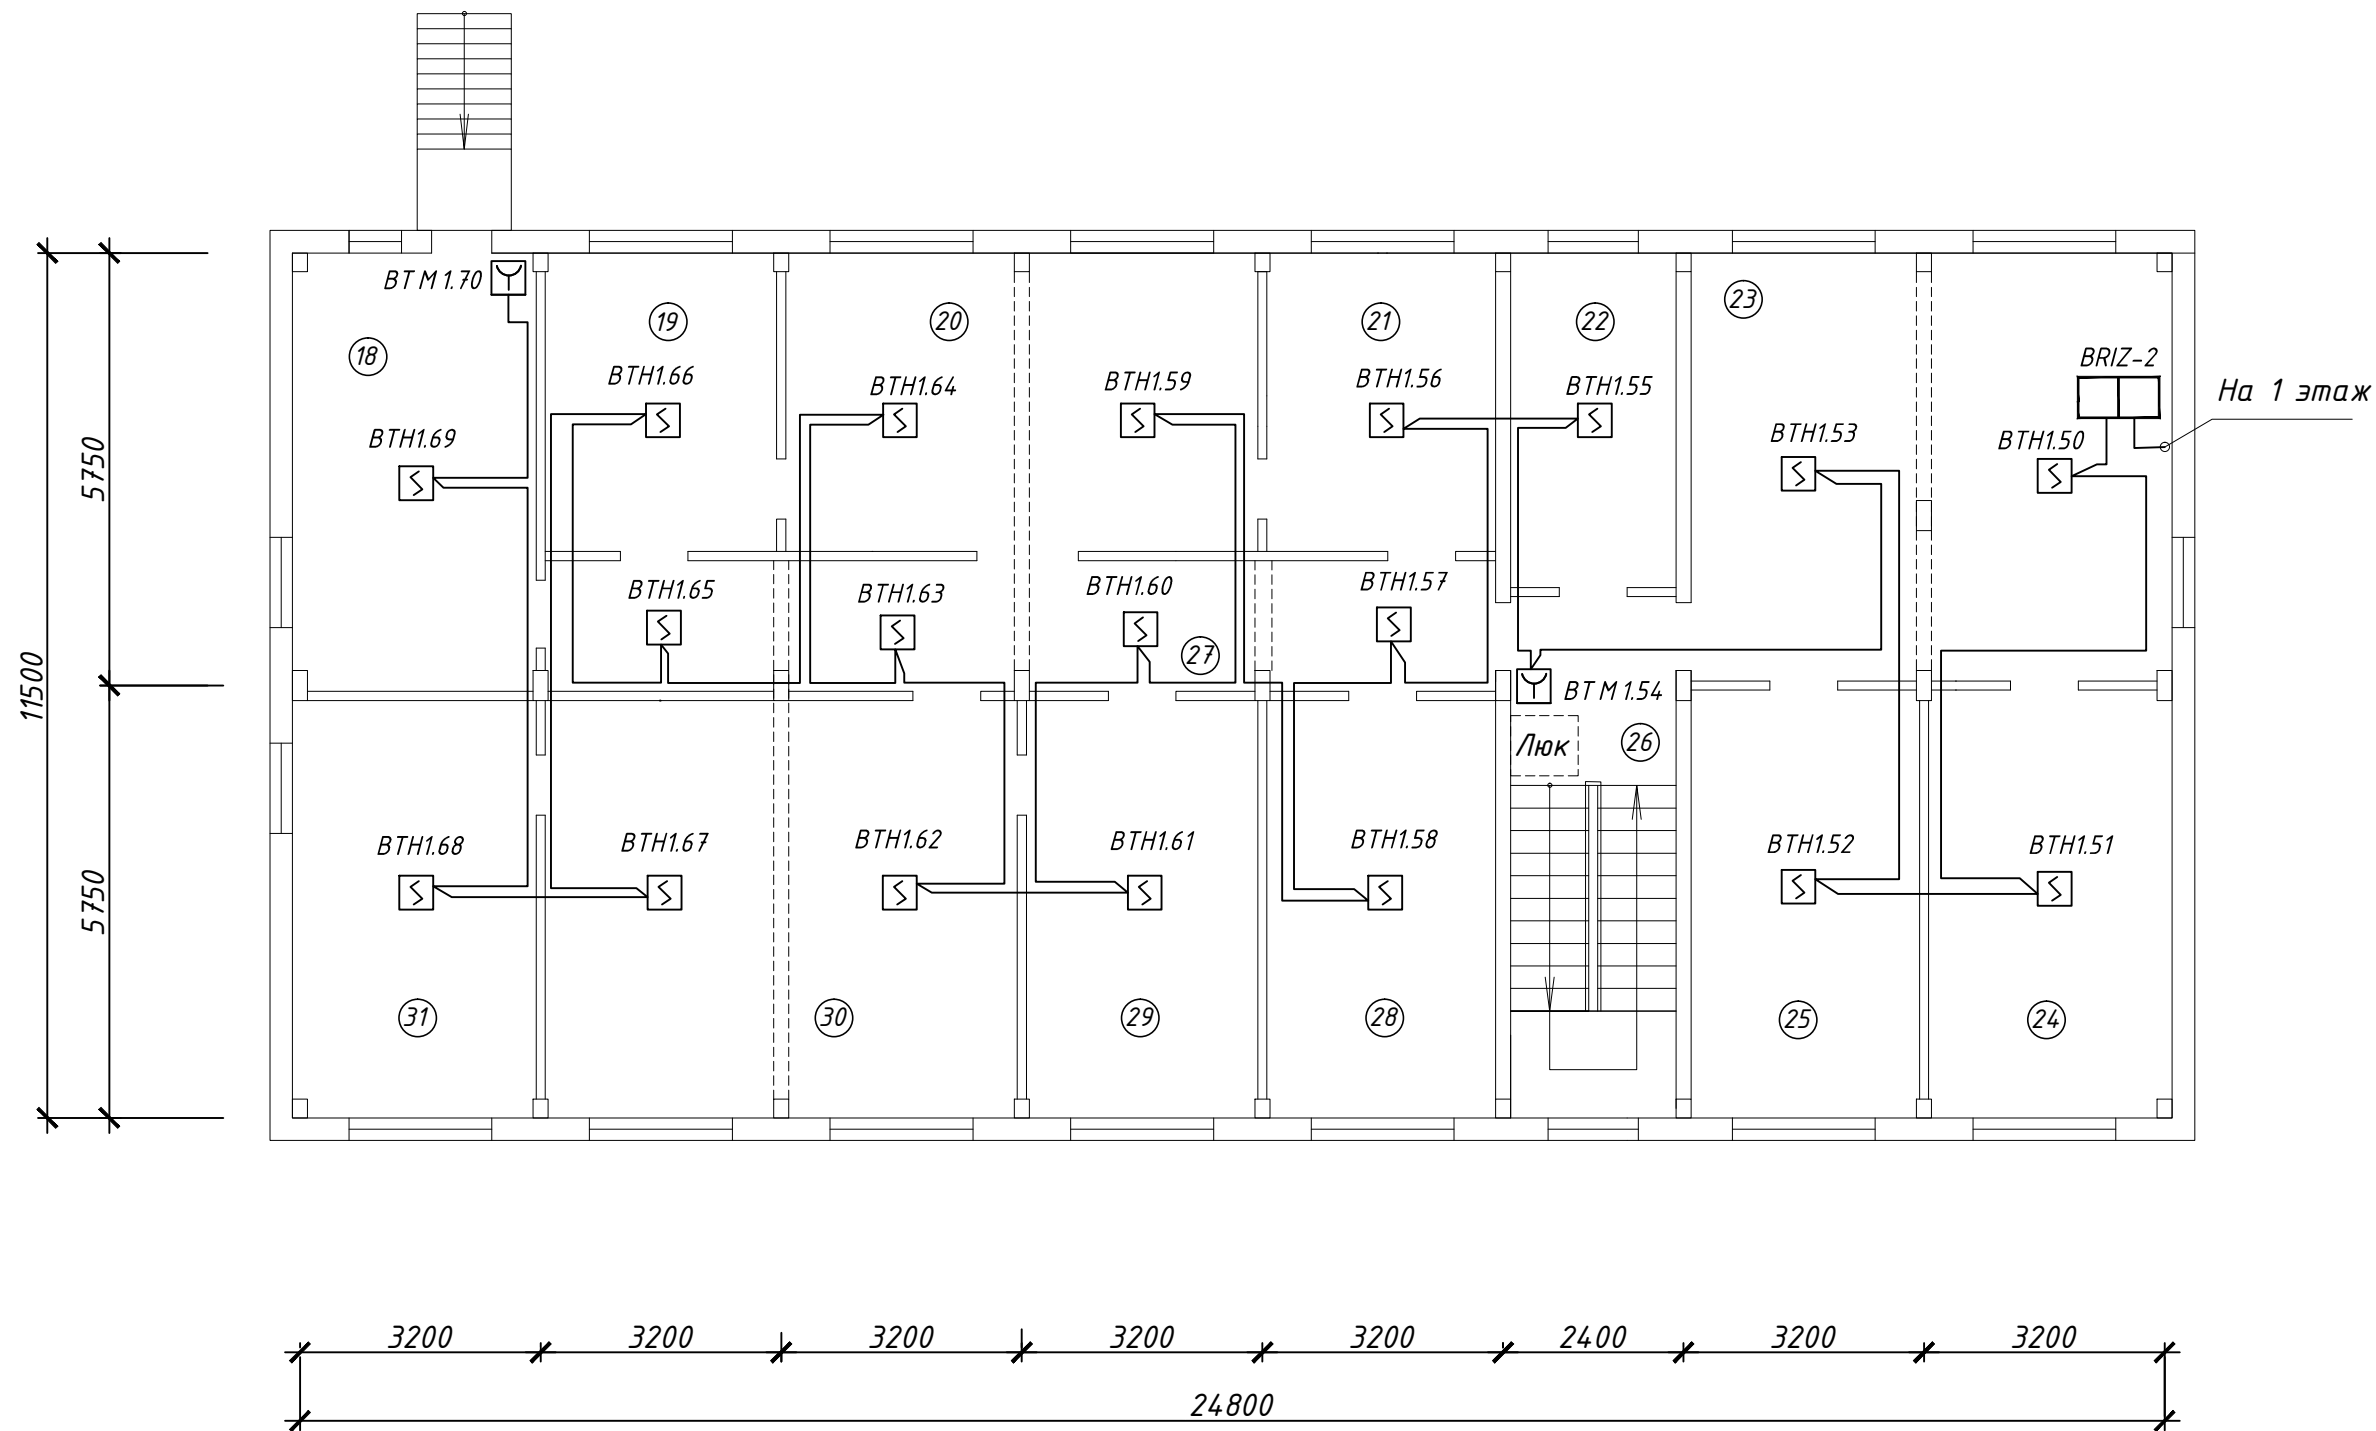 BTM1.70
18
19
20
21
22
23
BTH1.66
BTH1.64
BTH1.59
BTH1.56
BTH1.55
BRIZ-2
На 1 этаж
BTH1.69
BTH1.53
BTH1.50
5750
BTH1.65
BTH1.63
BTH1.60
BTH1.57
27
11500
BTM1.54
Люк
26
BTH1.68
BTH1.67
BTH1.62
BTH1.61
BTH1.58
BTH1.52
BTH1.51
5750
31
30
29
28
25
24
3200
3200
3200
3200
3200
2400
3200
3200
24800